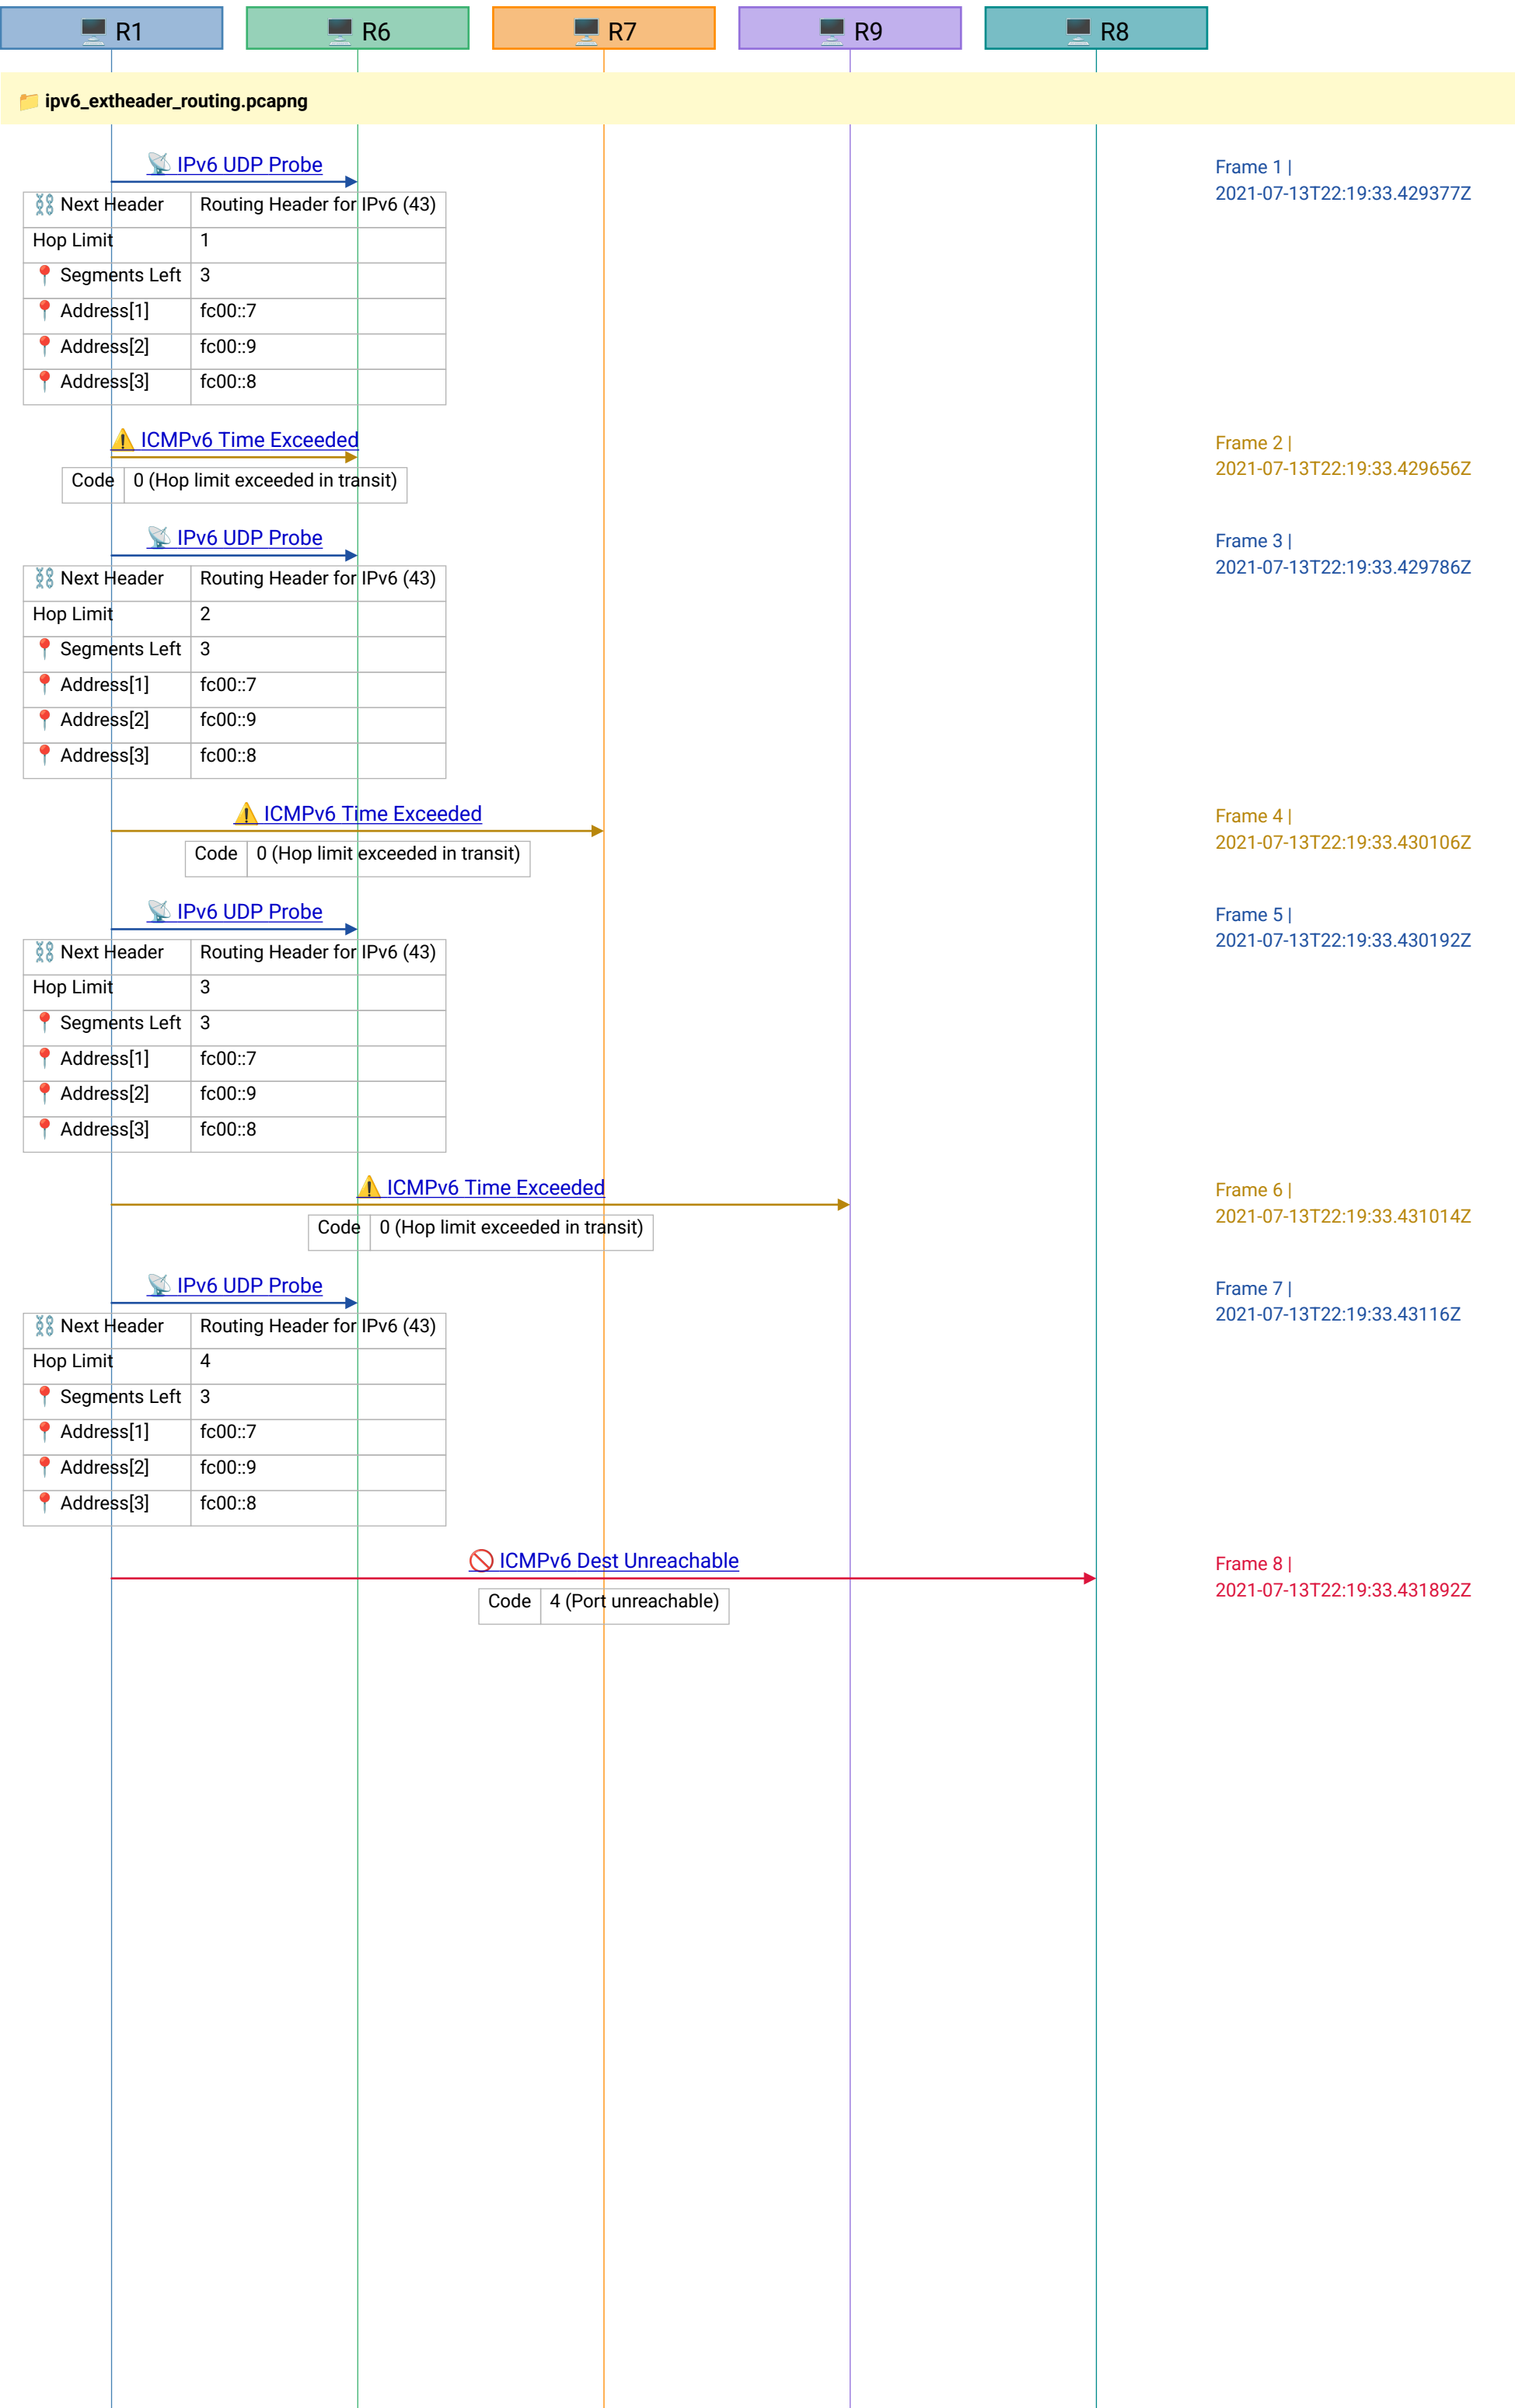 R1
R6
R7
R9
R8
ipv6_extheader_routing.pcapng
IPv6 UDP Probe
Frame 1 |
2021-07-13T22:19:33.429377Z
Next Header Routing Header for IPv6 (43)
Hop Limit 1
Segments Left 3
Address[1] fc00::7
Address[2] fc00::9
Address[3] fc00::8
ICMPv6 Time Exceeded
Frame 2 |
2021-07-13T22:19:33.429656Z
Code 0 (Hop limit exceeded in transit)
IPv6 UDP Probe
Frame 3 |
2021-07-13T22:19:33.429786Z
Next Header Routing Header for IPv6 (43)
Hop Limit 2
Segments Left 3
Address[1] fc00::7
Address[2] fc00::9
Address[3] fc00::8
ICMPv6 Time Exceeded
Frame 4 |
2021-07-13T22:19:33.430106Z
Code 0 (Hop limit exceeded in transit)
IPv6 UDP Probe
Frame 5 |
2021-07-13T22:19:33.430192Z
Next Header Routing Header for IPv6 (43)
Hop Limit 3
Segments Left 3
Address[1] fc00::7
Address[2] fc00::9
Address[3] fc00::8
ICMPv6 Time Exceeded
Frame 6 |
2021-07-13T22:19:33.431014Z
Code 0 (Hop limit exceeded in transit)
IPv6 UDP Probe
Frame 7 |
2021-07-13T22:19:33.43116Z
Next Header Routing Header for IPv6 (43)
Hop Limit 4
Segments Left 3
Address[1] fc00::7
Address[2] fc00::9
Address[3] fc00::8
ICMPv6 Dest Unreachable
Frame 8 |
2021-07-13T22:19:33.431892Z
Code 4 (Port unreachable)